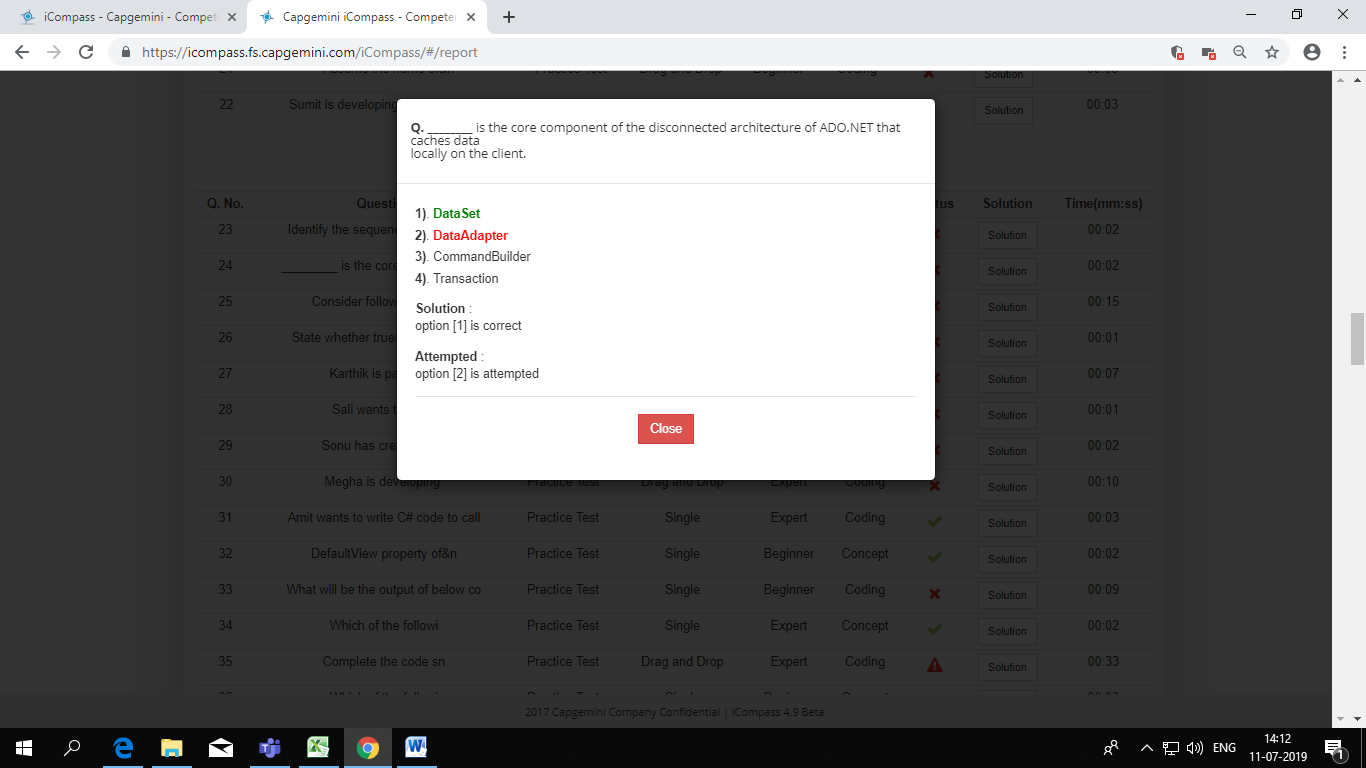 iCompass - Capgemini - Compet
Capgemini iCompass - Competen
https://icompass.fs.capgemini.com/iCompass/#/report
Solution
22 Sumit is developing Solution 00:03
Q. ________ is the core component of the disconnected architecture of ADO.NET that
caches data
locally on the client.
1). DataSet
2). DataAdapter
3). CommandBuilder
4). Transaction
Solution :
option [1] is correct
Attempted :
option [2] is attempted
Close
Q. No. Questi tus Solution Time(mm:ss)
23 Identify the sequen Solution 00:02
24 ________ is the core Solution 00:02
25 Consider follow Solution 00:15
26 State whether true Solution 00:01
27 Karthik is pa Solution 00:07
28 Sali wants t Solution 00:01
29 Sonu has cre Solution 00:02
30 Megha is developing Practice Test Drag and Drop Expert Coding Solution 00:10
31 Amit wants to write C# code to call Practice Test Single Expert Coding Solution 00:03
32 DefaultView property of&n Practice Test Single Beginner Concept Solution 00:02
33 What will be the output of below co Practice Test Single Beginner Coding Solution 00:09
34 Which of the followi Practice Test Single Expert Concept Solution 00:02
35 Complete the code sn Practice Test Drag and Drop Expert Coding Solution 00:33
2017 Capgemini Company Confidential | iCompass 4.9 Beta
ENG
14:12
11-07-2019
1